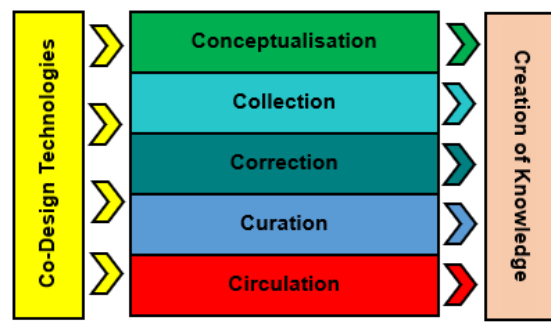 Co-Design Technologies
Conceptualisation
Collection
Correction
Curation
Circulation
Creation of Knowledge